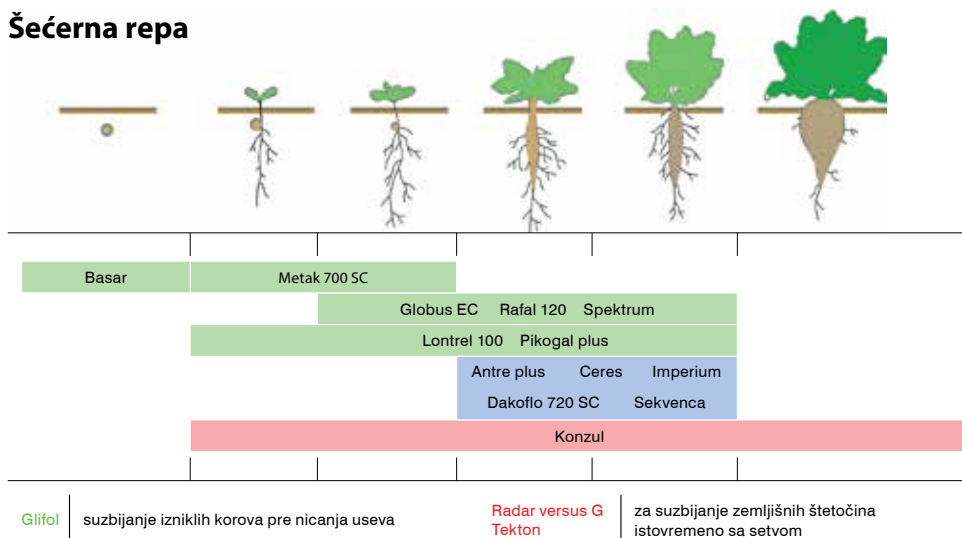 Šećerna repa
Basar Metak 700 SC
Globus EC Rafal 120 Spektrum
Lontrel 100 Pikogal plus
Antre plus Ceres Imperium
Dakoflo 720 SC Sekvenca
Konzul
Glifol suzbijanje izniklih korova pre nicanja useva
Radar versus G
Tekton
za suzbijanje zemljišnih štetočina
istovremeno sa setvom